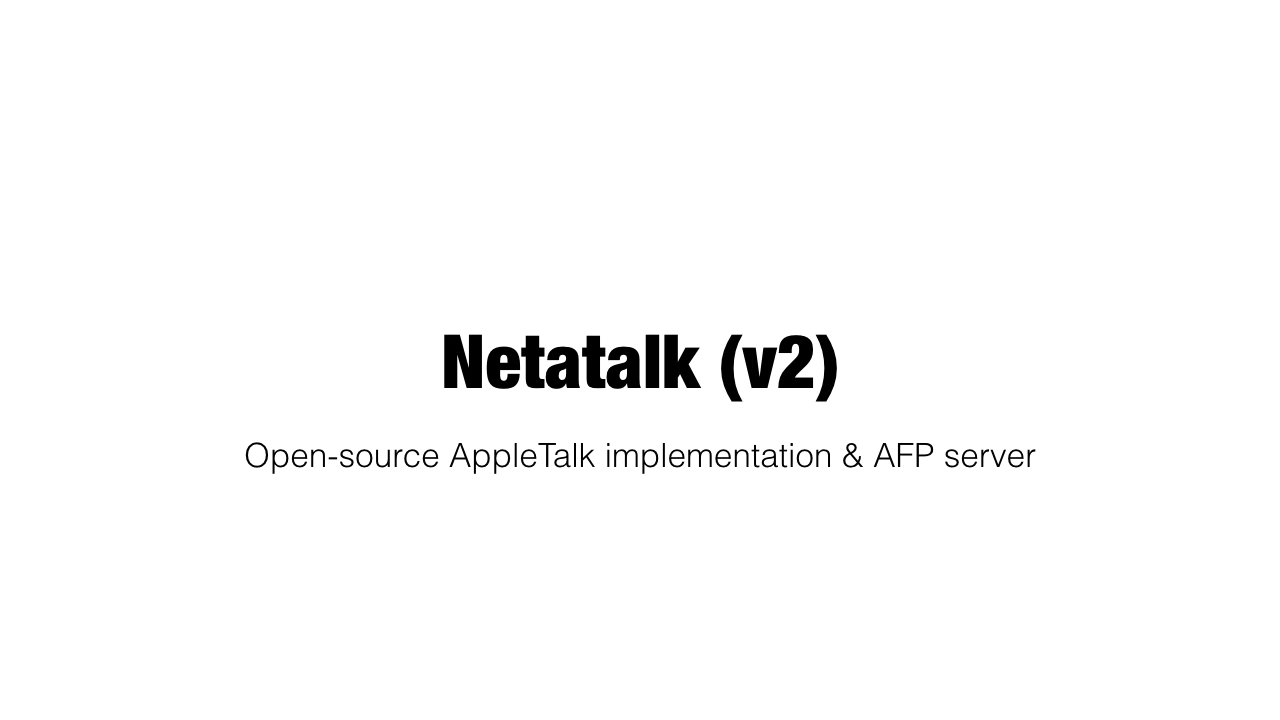 Netatalk (v2)
Open-source AppleTalk implementation & AFP server